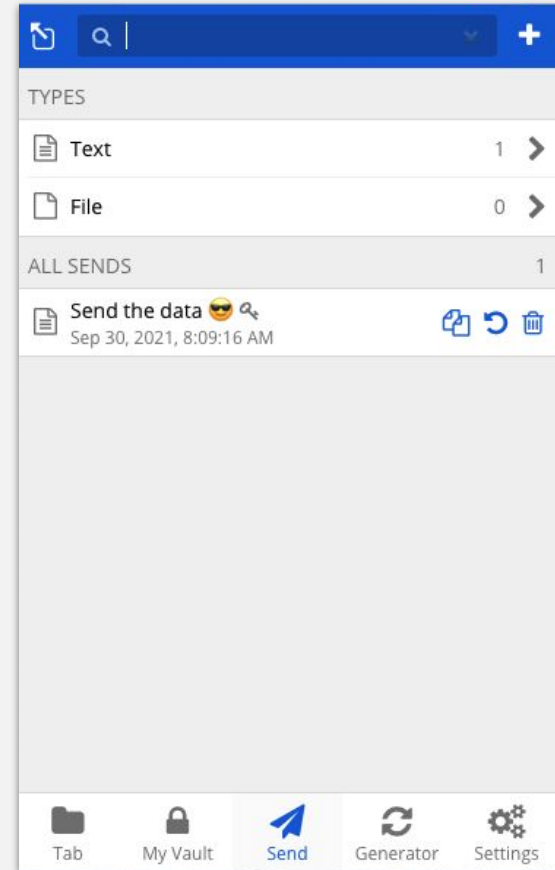 TYPES
Text 1
File 0
ALL SENDS 1
Send the data 😎
Sep 30, 2021, 8:09:16 AM
Tab My Vault Send Generator Settings